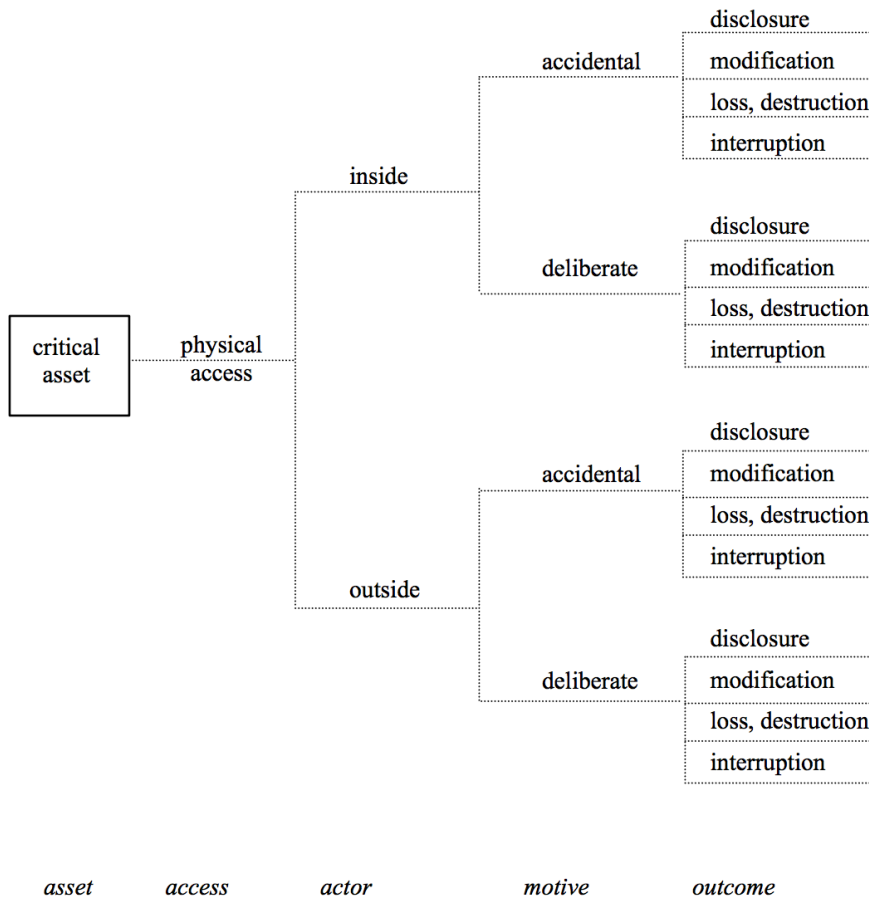 disclosure
accidental
modification
loss, destruction
interruption
inside
disclosure
deliberate
modification
loss, destruction
interruption
critical
asset
physical
access
disclosure
accidental
modification
loss, destruction
interruption
outside
disclosure
deliberate
modification
loss, destruction
interruption
asset access actor motive outcome